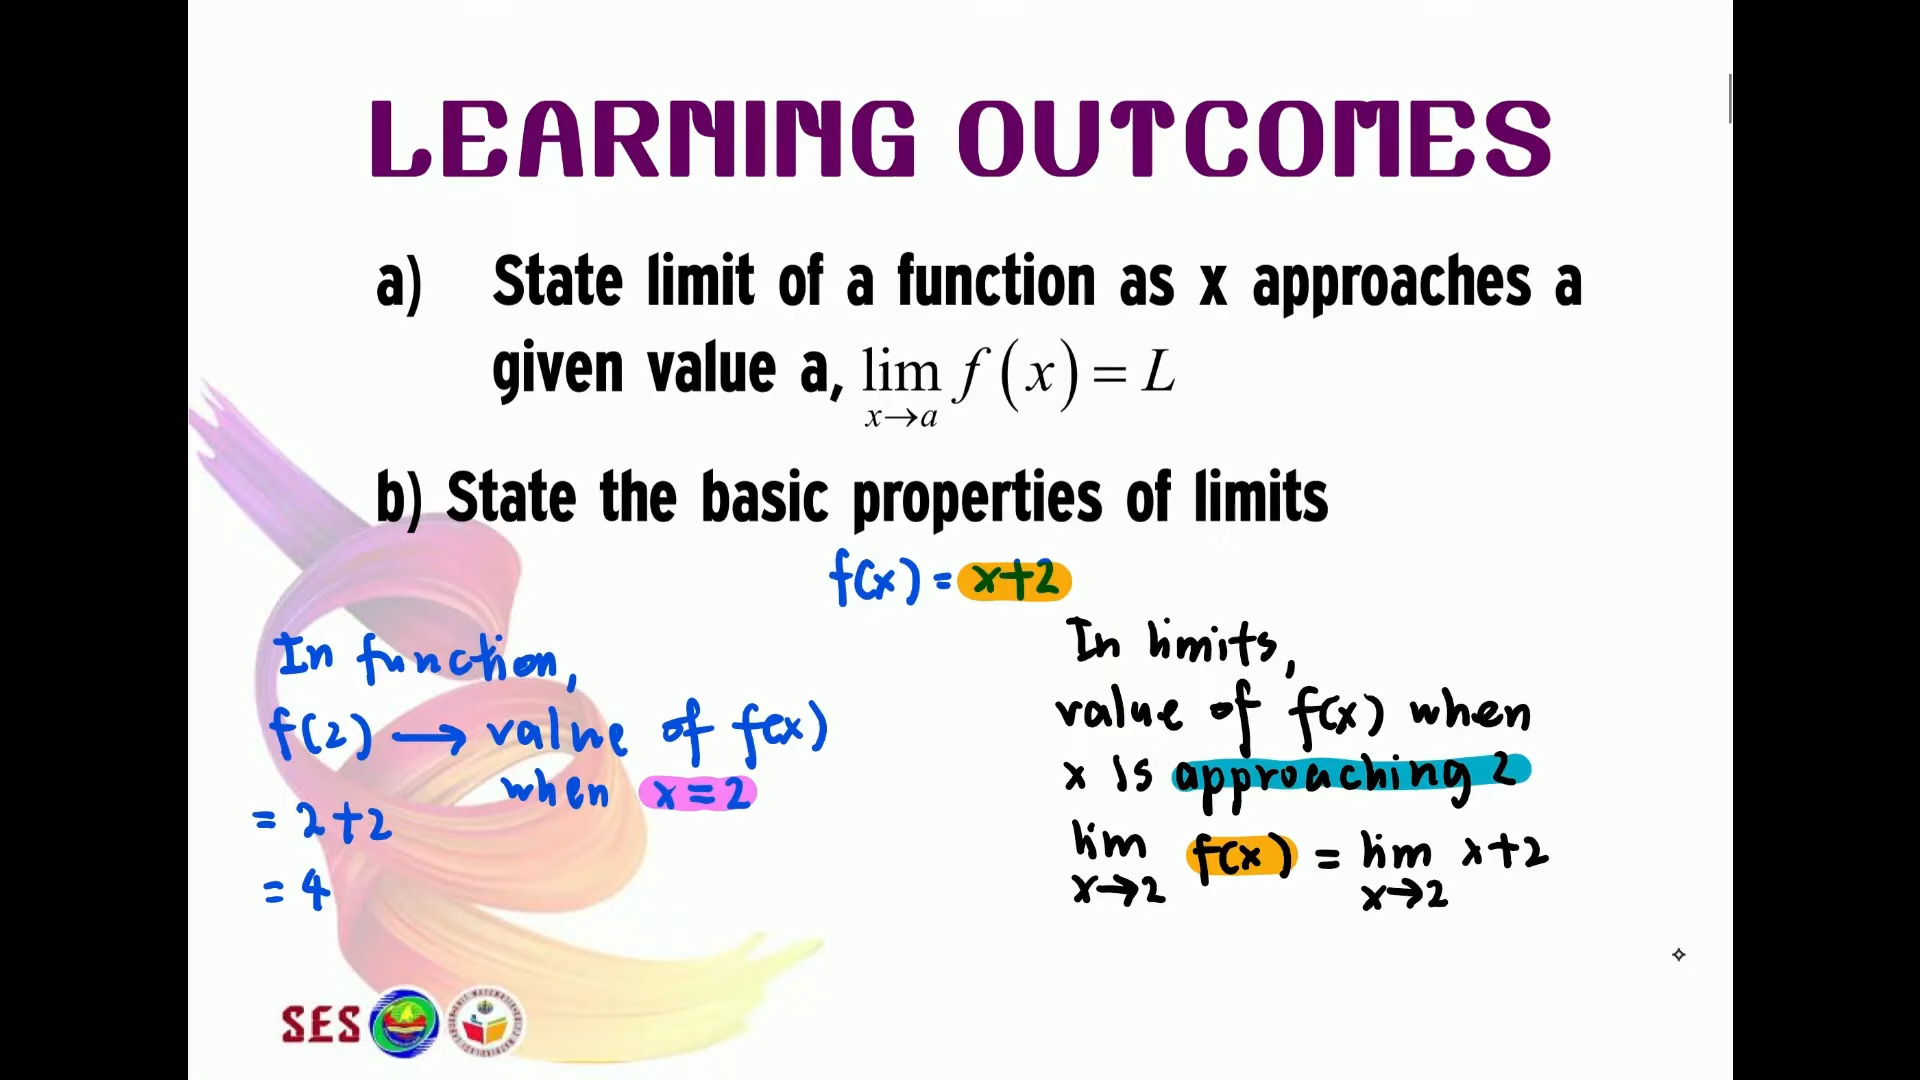 LEARNING OUTCOMES
a) State limit of a function as x approaches a
given value a, lim f(x) = L
x→a
b) State the basic properties of limits
f(x) = x+2
In function,
f(2) → value of f(x)
when x = 2
= 2+2
= 4
In limits,
value of f(x) when
x is approaching 2
lim f(x) = lim x+2
x→2 x→2
SES